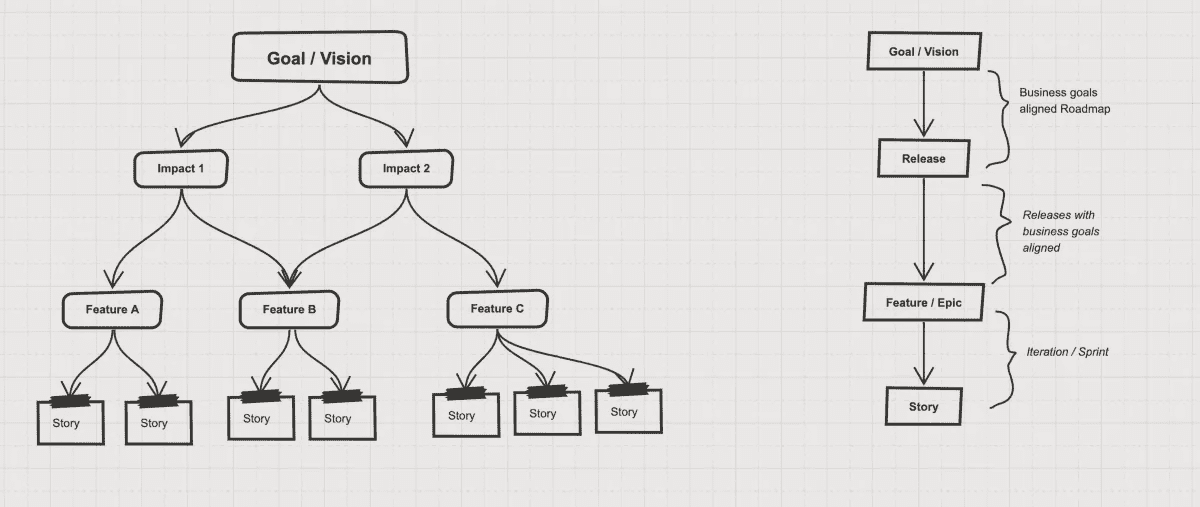 Goal / Vision
Impact 1
Impact 2
Feature A
Feature B
Feature C
Story
Story
Story
Story
Story
Story
Story
Goal / Vision
Business goals
aligned Roadmap
Release
Releases with
business goals
aligned
Feature / Epic
Iteration / Sprint
Story